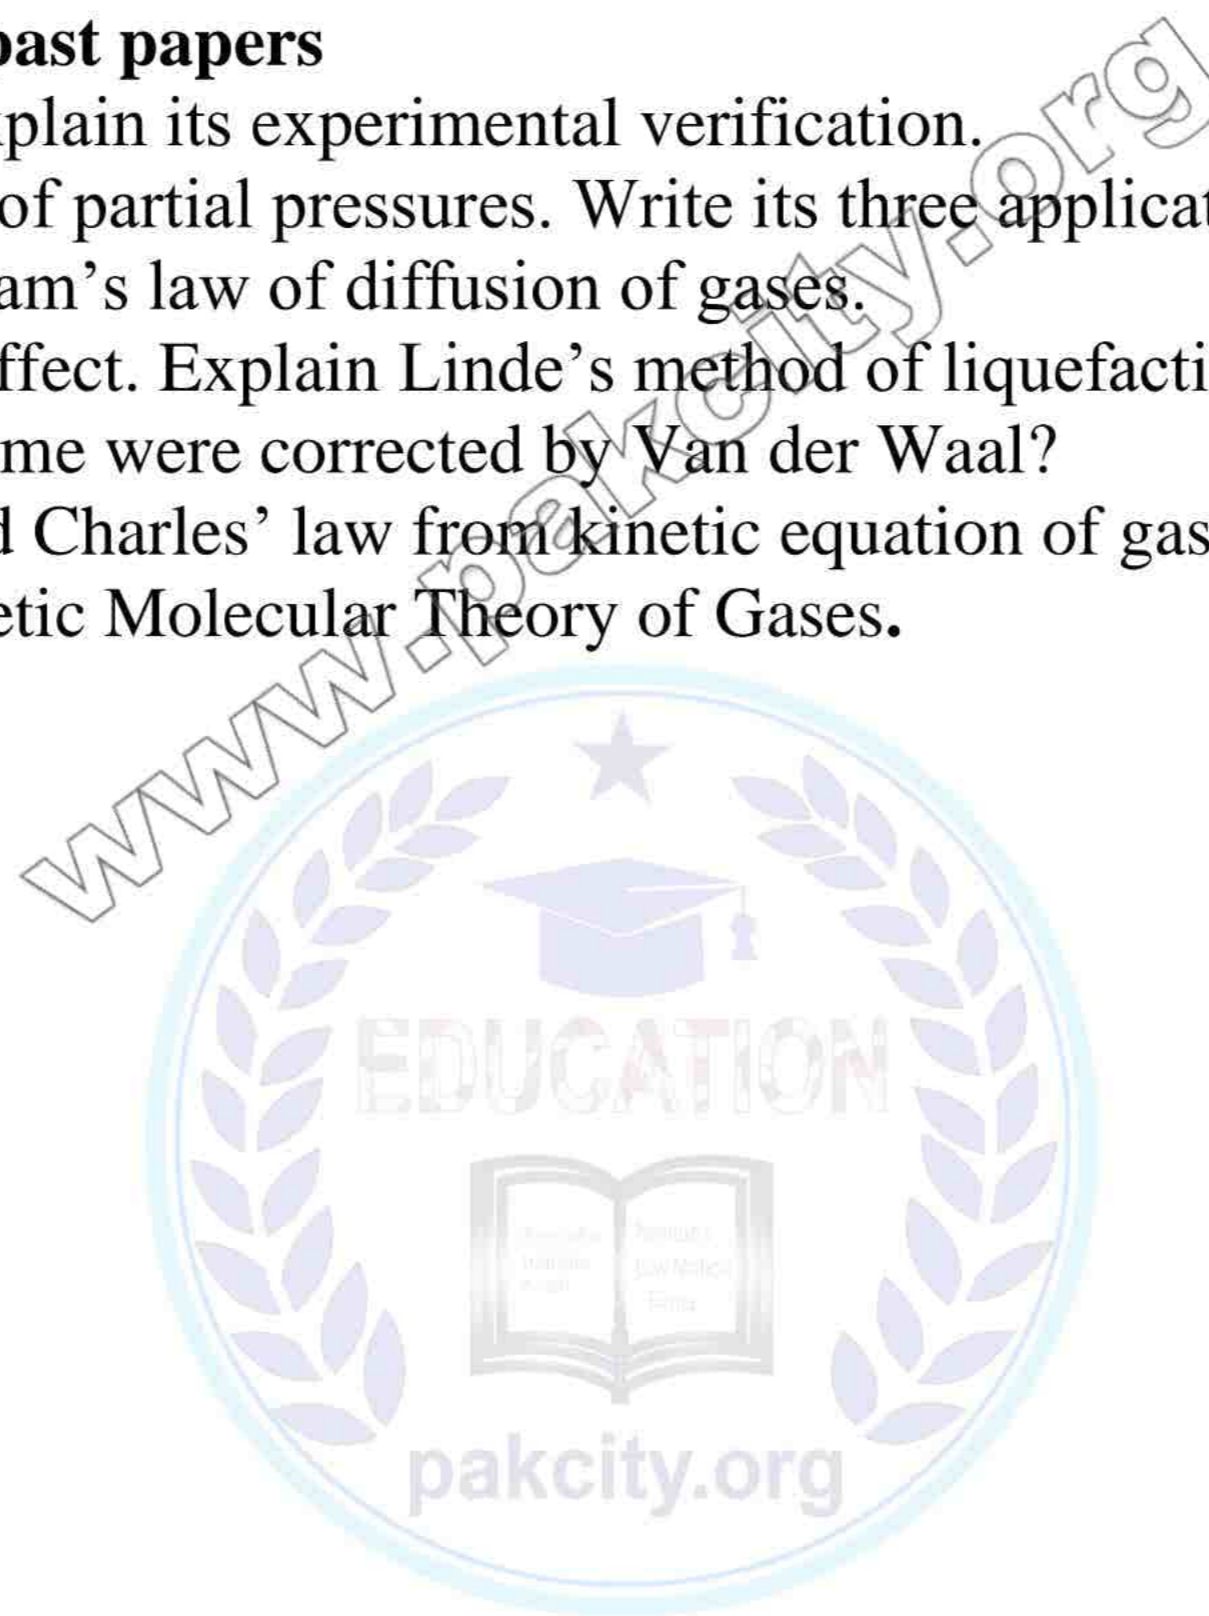 past papers
plain its experimental verification.
of partial pressures. Write its three applicat
am’s law of diffusion of gases.
ffect. Explain Linde’s method of liquefacti
me were corrected by Van der Waal?
d Charles’ law from kinetic equation of gas
etic Molecular Theory of Gases.
www.pakcity.org
EDUCATION
pakcity.org